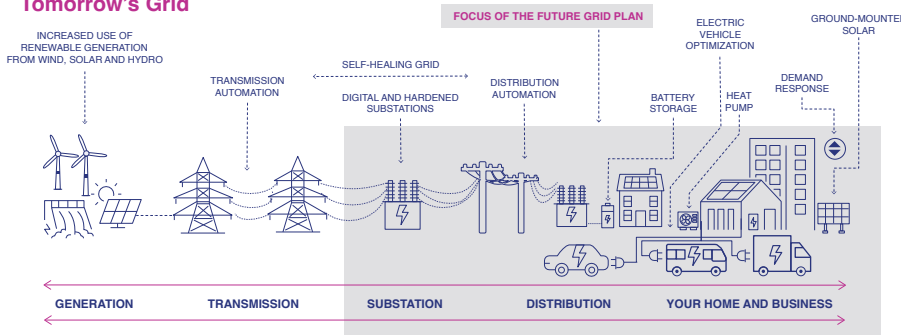 Tomorrow's Grid
FOCUS OF THE FUTURE GRID PLAN
INCREASED USE OF
RENEWABLE GENERATION
FROM WIND, SOLAR AND HYDRO
TRANSMISSION
AUTOMATION
SELF-HEALING GRID
DIGITAL AND HARDENED
SUBSTATIONS
DISTRIBUTION
AUTOMATION
BATTERY
STORAGE
ELECTRIC
VEHICLE
OPTIMIZATION
HEAT
PUMP
DEMAND
RESPONSE
GROUND-MOUNTE
SOLAR
GENERATION
TRANSMISSION
SUBSTATION
DISTRIBUTION
YOUR HOME AND BUSINESS